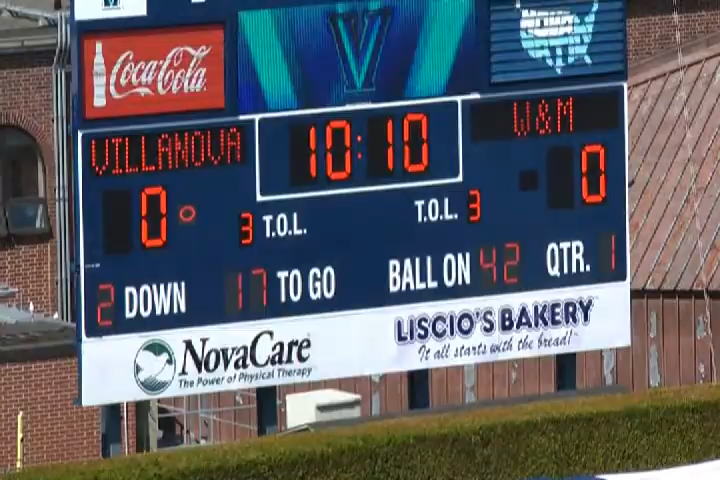 V
NOVA
Coca-Cola
VILLANOVA
10:10
W&M
0
0
3 T.O.L.
T.O.L. 3
2 DOWN
17 TO GO
BALL ON 42
QTR. 1
NovaCare
The Power of Physical Therapy
LISCIO'S BAKERY
It all starts with the bread!